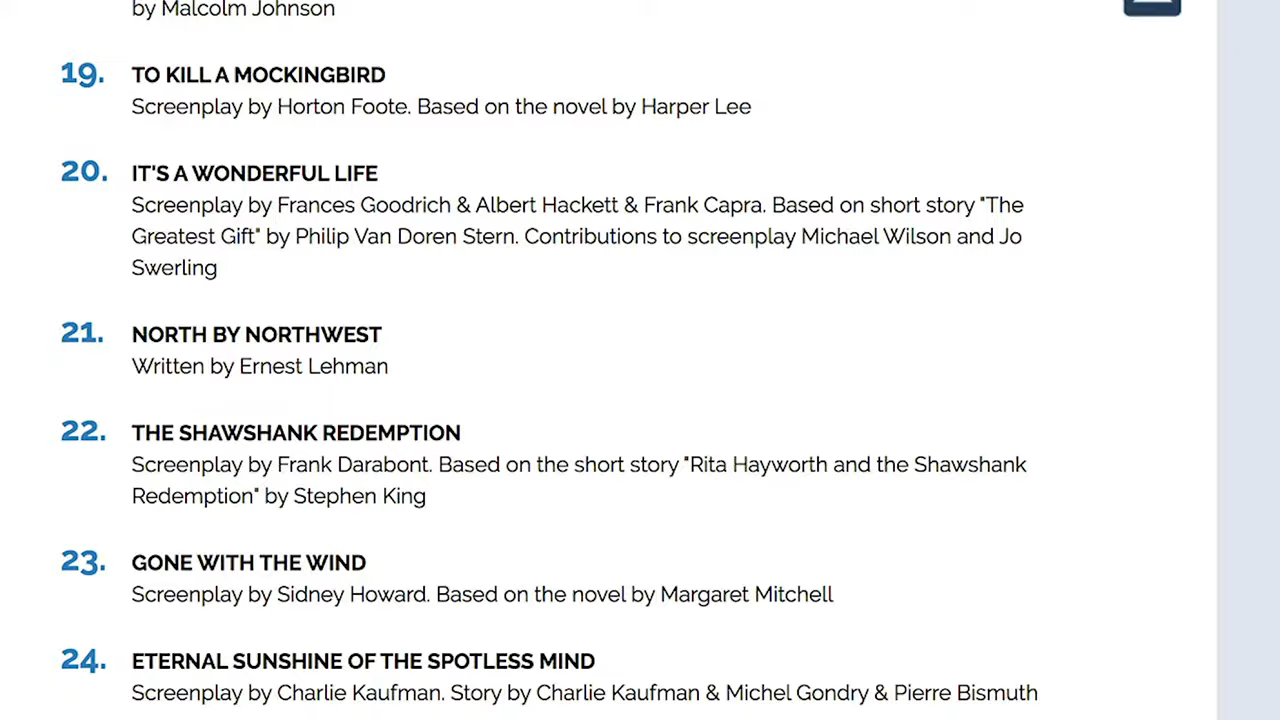 by Malcolm Johnson
19. TO KILL A MOCKINGBIRD
Screenplay by Horton Foote. Based on the novel by Harper Lee
20. IT'S A WONDERFUL LIFE
Screenplay by Frances Goodrich & Albert Hackett & Frank Capra. Based on short story "The
Greatest Gift" by Philip Van Doren Stern. Contributions to screenplay Michael Wilson and Jo
Swerling
21. NORTH BY NORTHWEST
Written by Ernest Lehman
22. THE SHAWSHANK REDEMPTION
Screenplay by Frank Darabont. Based on the short story "Rita Hayworth and the Shawshank
Redemption" by Stephen King
23. GONE WITH THE WIND
Screenplay by Sidney Howard. Based on the novel by Margaret Mitchell
24. ETERNAL SUNSHINE OF THE SPOTLESS MIND
Screenplay by Charlie Kaufman. Story by Charlie Kaufman & Michel Gondry & Pierre Bismuth